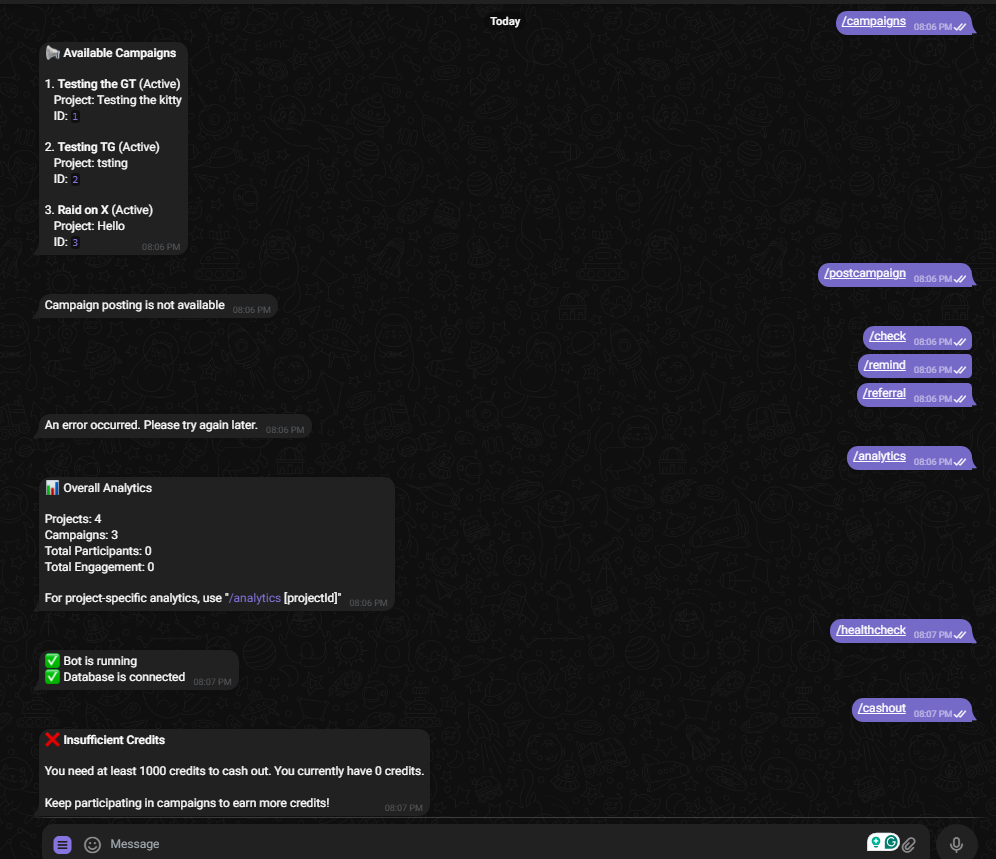 Today
/campaigns 08:06 PM
📢 Available Campaigns
1. Testing the GT (Active)
Project: Testing the kitty
ID: 1
2. Testing TG (Active)
Project: tsting
ID: 2
3. Raid on X (Active)
Project: Hello
ID: 3
08:06 PM
/postcampaign 08:06 PM
Campaign posting is not available 08:06 PM
/check 08:06 PM
/remind 08:06 PM
/referral 08:06 PM
An error occurred. Please try again later. 08:06 PM
/analytics 08:06 PM
📊 Overall Analytics
Projects: 4
Campaigns: 3
Total Participants: 0
Total Engagement: 0
For project-specific analytics, use "/analytics [projectId]" 08:06 PM
/healthcheck 08:07 PM
✅ Bot is running
✅ Database is connected 08:07 PM
/cashout 08:07 PM
❌ Insufficient Credits
You need at least 1000 credits to cash out. You currently have 0 credits.
Keep participating in campaigns to earn more credits! 08:07 PM
Message